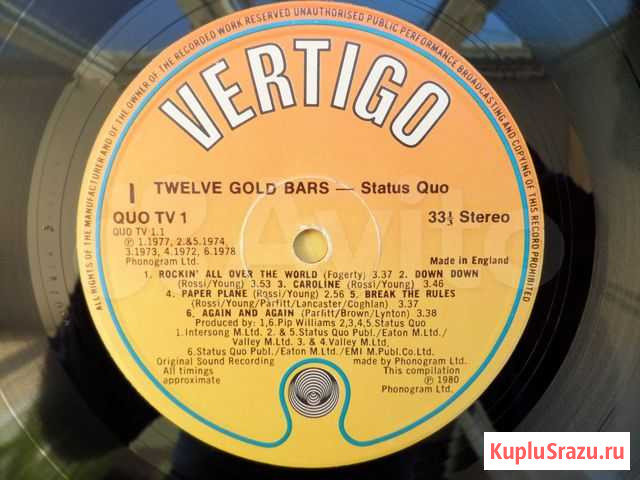 ALL RIGHTS OF THE MANUFACTURER AND OF THE OWNER OF THE RECORDED WORK RESERVED UNAUTHORISED PUBLIC PERFORMANCE BROADCASTING AND COPYING OF THIS RECORD PROHIBITED
VERTIGO
1 TWELVE GOLD BARS — Status Quo
QUO TV 1 33⅓ Stereo
QUO TV 1.1
℗ 1.1977, 2.&5.1974,
3.1973, 4.1972, 6.1978
Phonogram Ltd. Made in England
1. ROCKIN' ALL OVER THE WORLD (Fogerty) 3.37 2. DOWN DOWN
(Rossi/Young) 3.53 3. CAROLINE (Rossi/Young) 3.46
4. PAPER PLANE (Rossi/Young) 2.56 5. BREAK THE RULES
(Rossi/Young/Parfitt/Lancaster/Coghlan) 3.37
6. AGAIN AND AGAIN (Parfitt/Brown/Lynton) 3.38
Produced by: 1,6.Pip Williams 2,3,4,5.Status Quo
1.Intersong M.Ltd. 2. & 5.Status Quo Publ./Eaton M.Ltd./
Valley M.Ltd. 3. & 4.Valley M.Ltd.
6.Status Quo Publ./Eaton M.Ltd./EMI M.Publ.Co.Ltd.
Original Sound Recording made by Phonogram Ltd.
All timings This compilation
approximate ℗ 1980
Phonogram Ltd.
Avito
KupluSrazu.ru